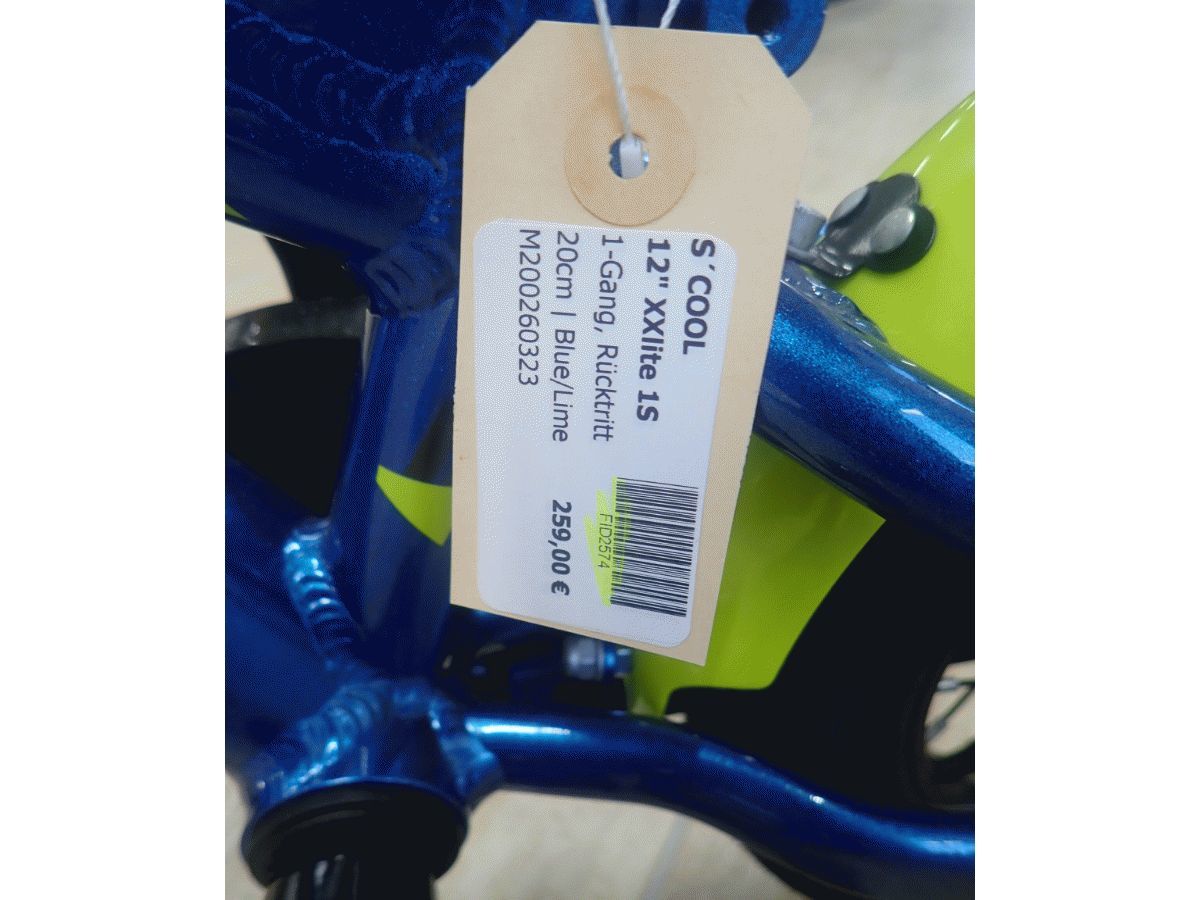 S´COOL
12" XXlite 1S
1-Gang, Rücktritt
20cm | Blue/Lime
M200260323
FID2574
259,00 €